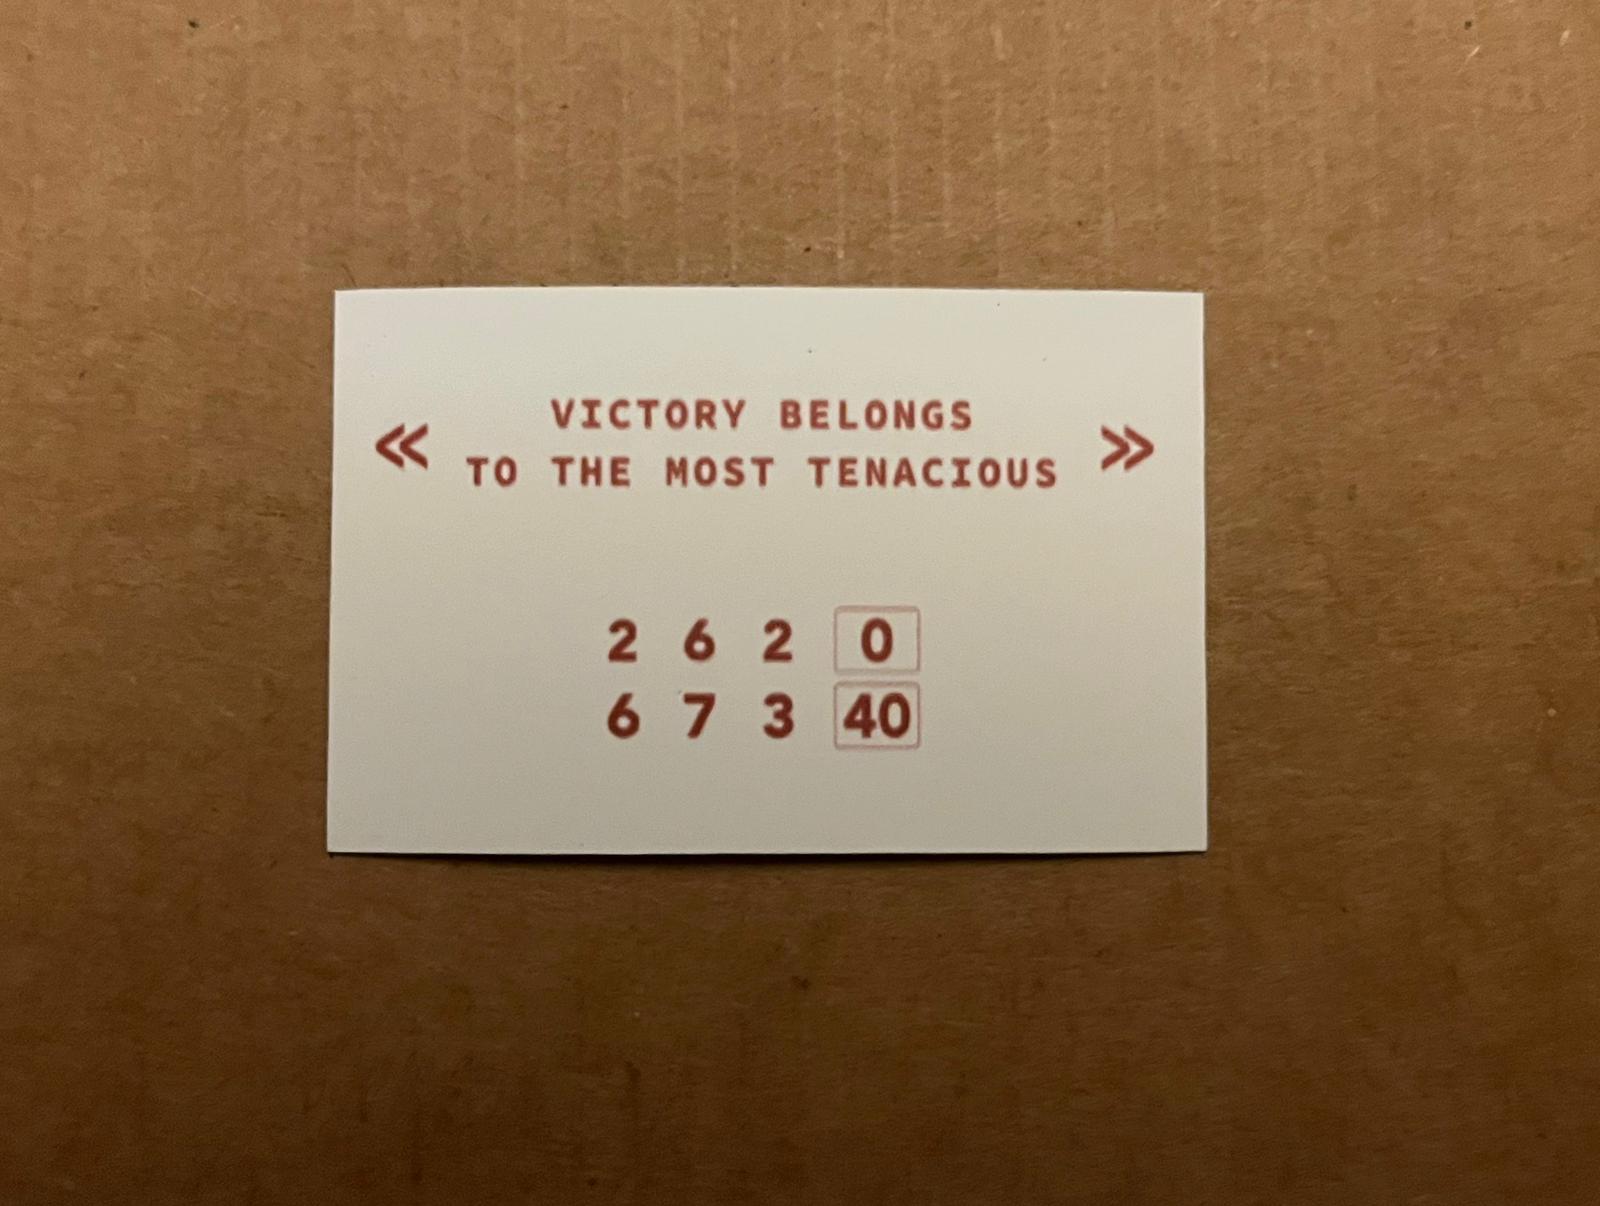 « VICTORY BELONGS
TO THE MOST TENACIOUS »
2 6 2 0
6 7 3 40